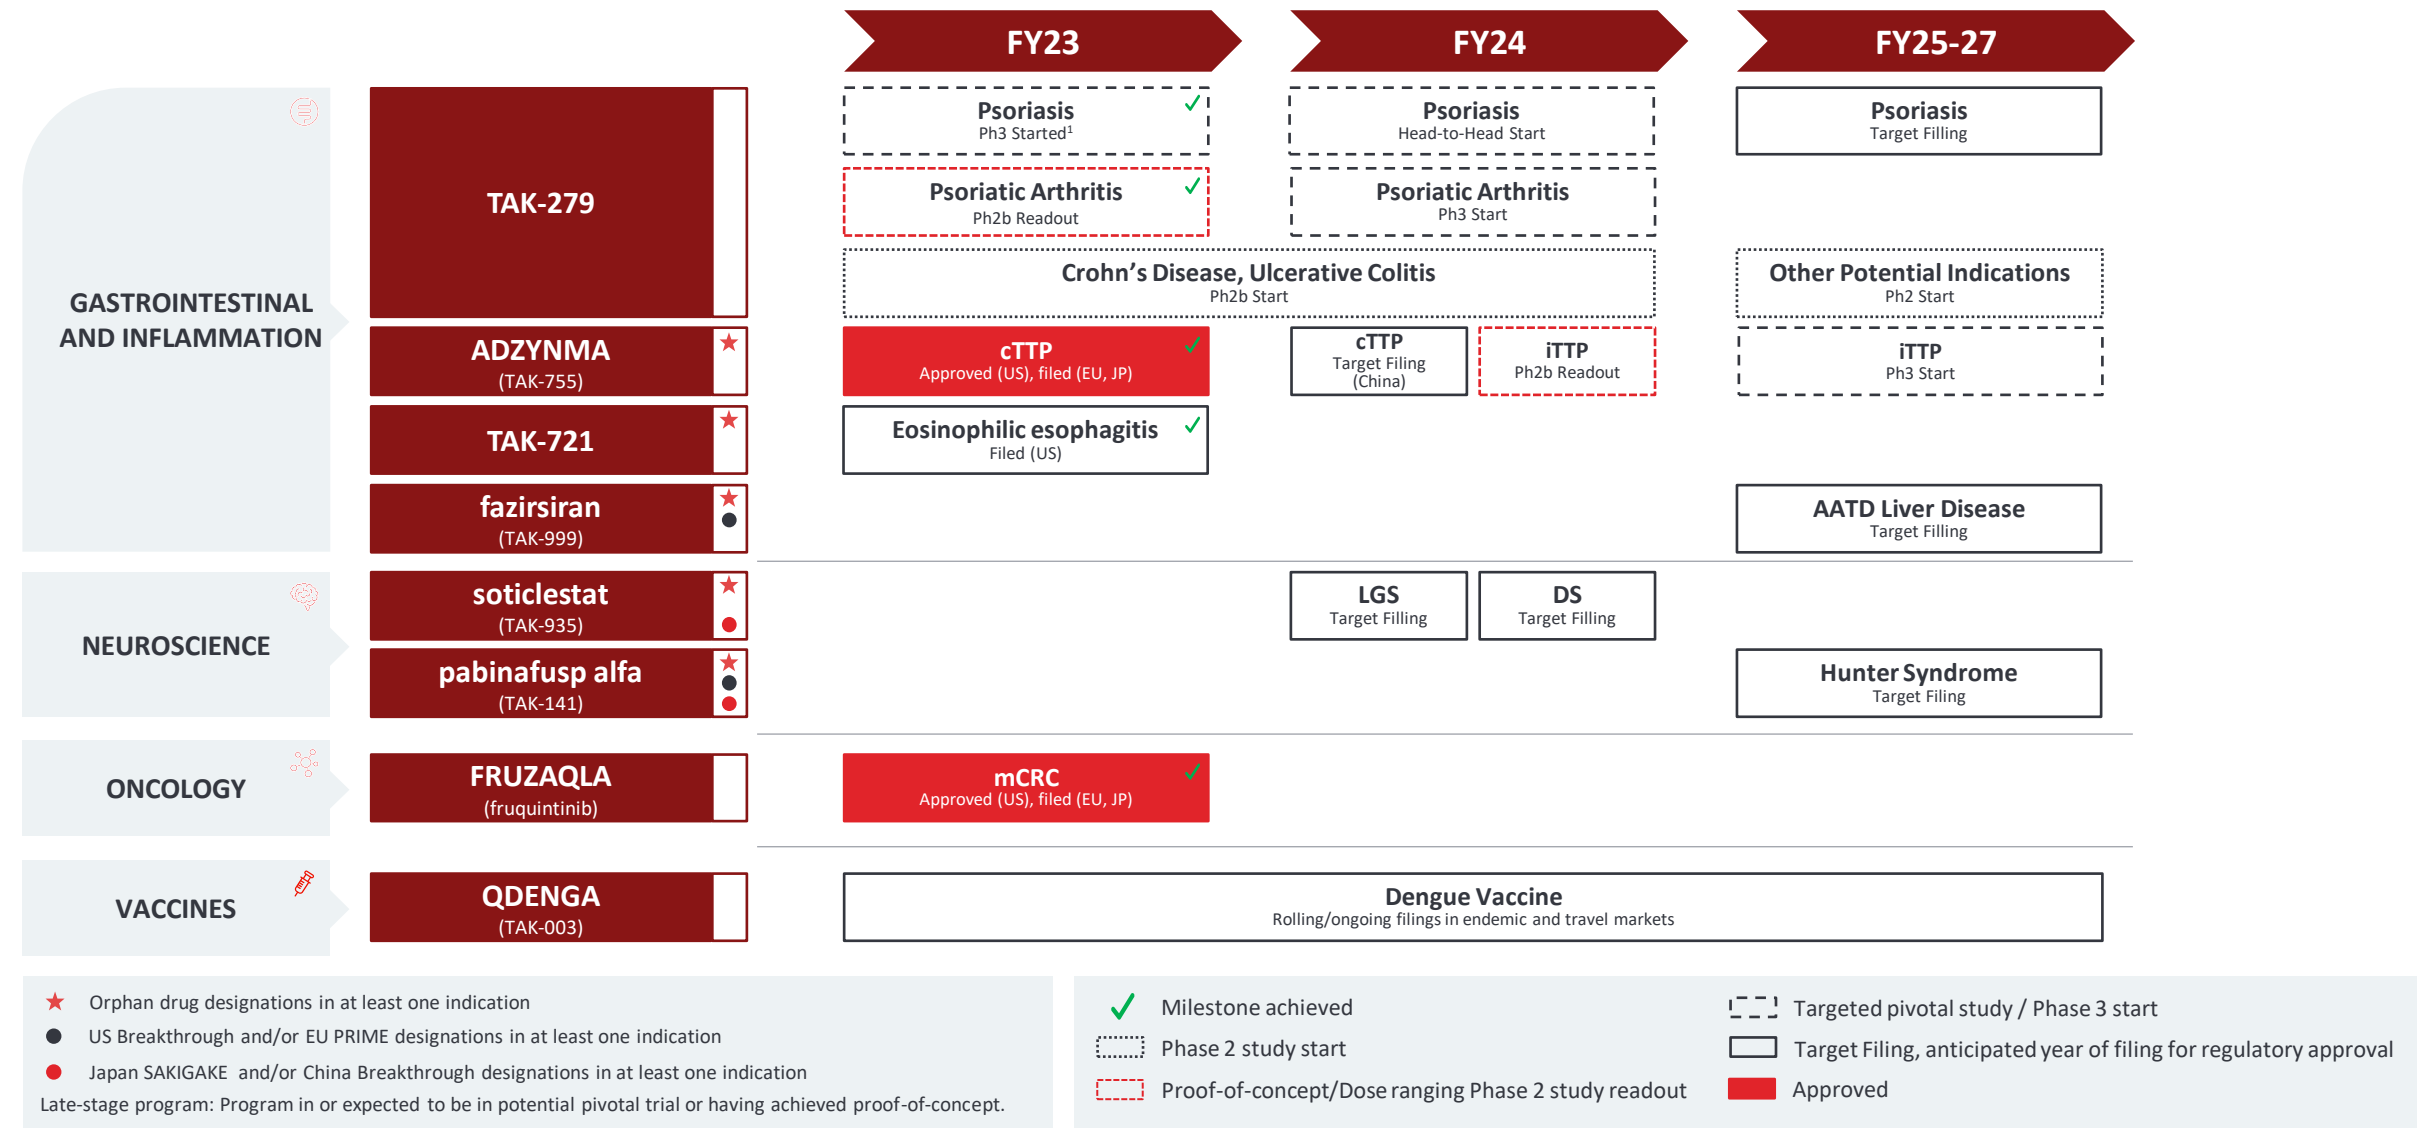 FY23
FY24
FY25-27
GASTROINTESTINAL
AND INFLAMMATION
TAK-279
Psoriasis
Ph3 Started¹
Psoriasis
Head-to-Head Start
Psoriasis
Target Filling
Psoriatic Arthritis
Ph2b Readout
Psoriatic Arthritis
Ph3 Start
Crohn's Disease, Ulcerative Colitis
Ph2b Start
Other Potential Indications
Ph2 Start
ADZYNMA
(TAK-755)
cTTP
Approved (US), filed (EU, JP)
cTTP
Target Filing
(China)
iTTP
Ph2b Readout
iTTP
Ph3 Start
TAK-721
Eosinophilic esophagitis
Filed (US)
fazirsiran
(TAK-999)
AATD Liver Disease
Target Filling
NEUROSCIENCE
soticlestat
(TAK-935)
LGS
Target Filling
DS
Target Filling
pabinafusp alfa
(TAK-141)
Hunter Syndrome
Target Filing
ONCOLOGY
FRUZAQLA
(fruquintinib)
mCRC
Approved (US), filed (EU, JP)
VACCINES
QDENGA
(TAK-003)
Dengue Vaccine
Rolling/ongoing filings in endemic and travel markets
Orphan drug designations in at least one indication
US Breakthrough and/or EU PRIME designations in at least one indication
Japan SAKIGAKE and/or China Breakthrough designations in at least one indication
Late-stage program: Program in or expected to be in potential pivotal trial or having achieved proof-of-concept.
Milestone achieved
Phase 2 study start
Proof-of-concept/Dose ranging Phase 2 study readout
Targeted pivotal study / Phase 3 start
Target Filing, anticipated year of filing for regulatory approval
Approved